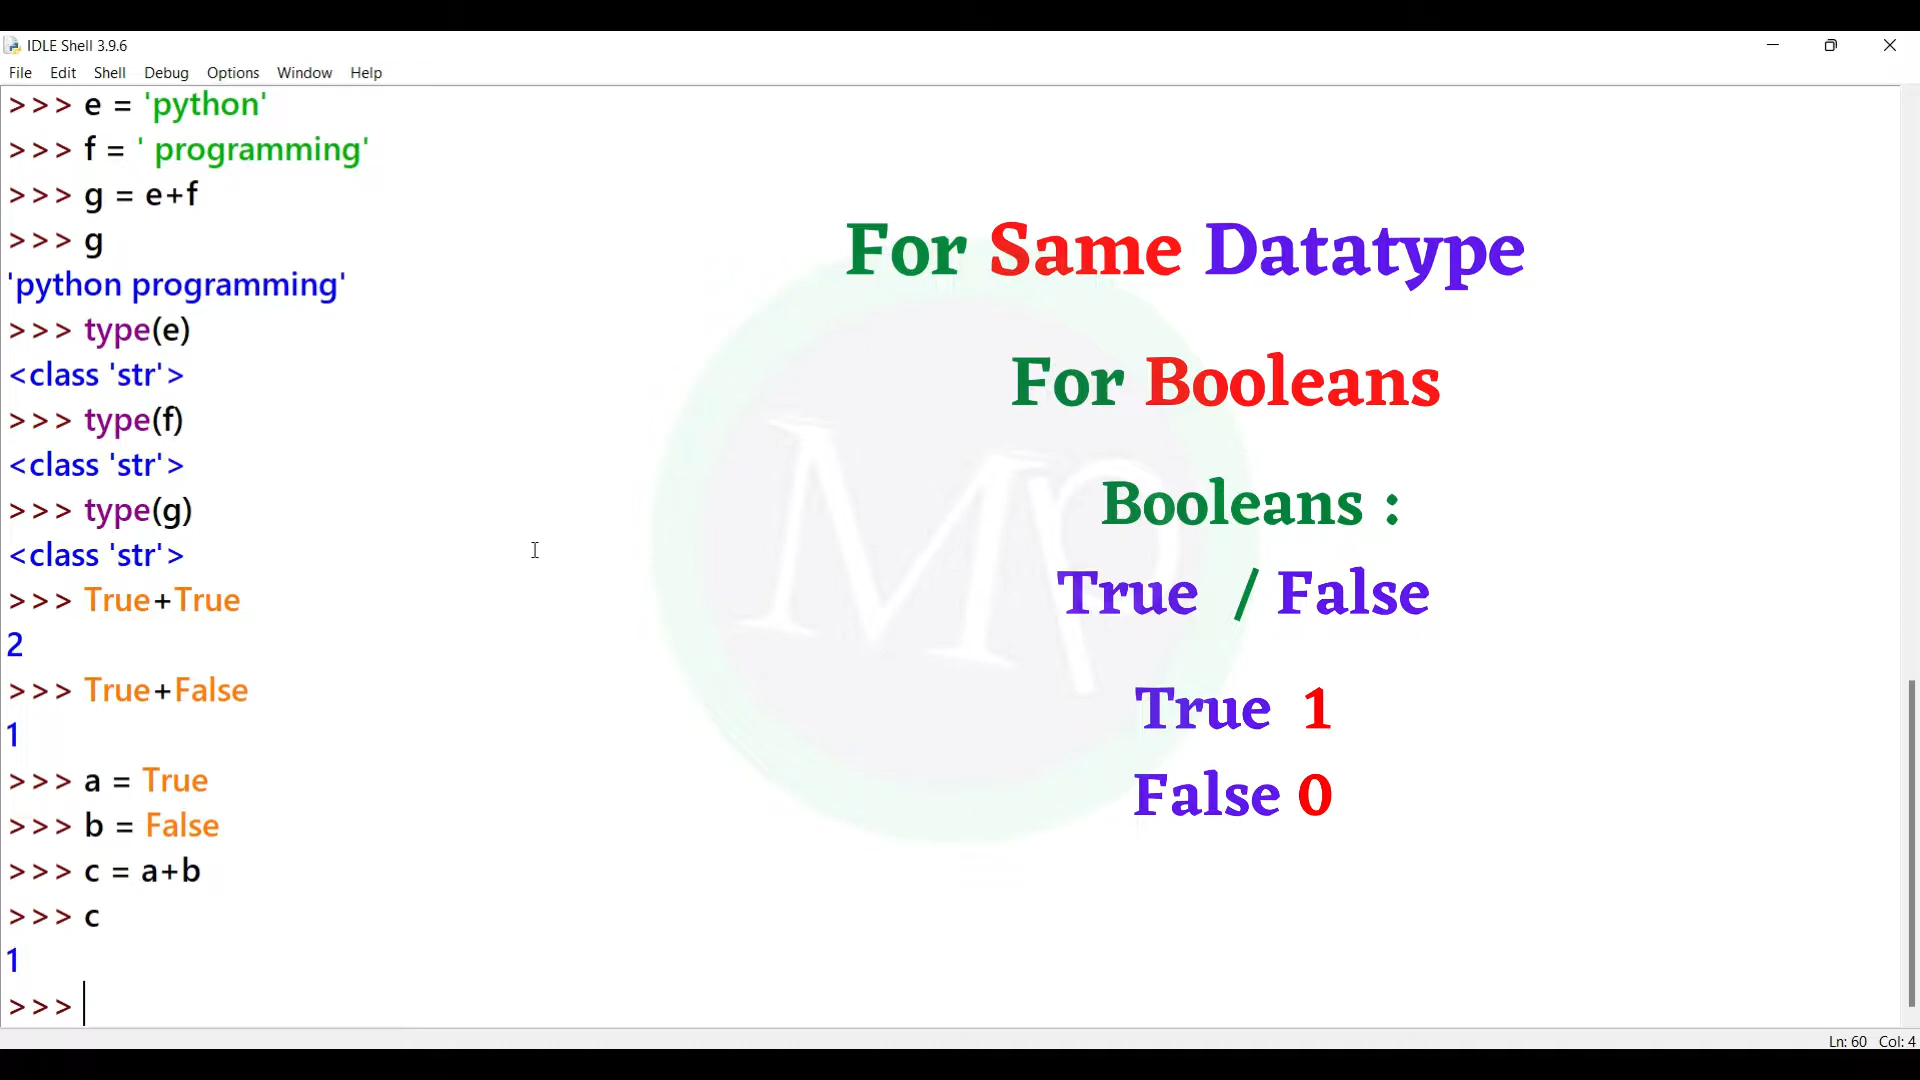 IDLE Shell 3.9.6
File Edit Shell Debug Options Window Help
>>> e = 'python'
>>> f = ' programming'
>>> g = e+f
>>> g
'python programming'
>>> type(e)
<class 'str'>
>>> type(f)
<class 'str'>
>>> type(g)
<class 'str'>
>>> True+True
2
>>> True+False
1
>>> a = True
>>> b = False
>>> c = a+b
>>> c
1
>>>
For Same Datatype
For Booleans
Booleans :
True / False
True 1
False 0
Mp
Ln: 60 Col: 4